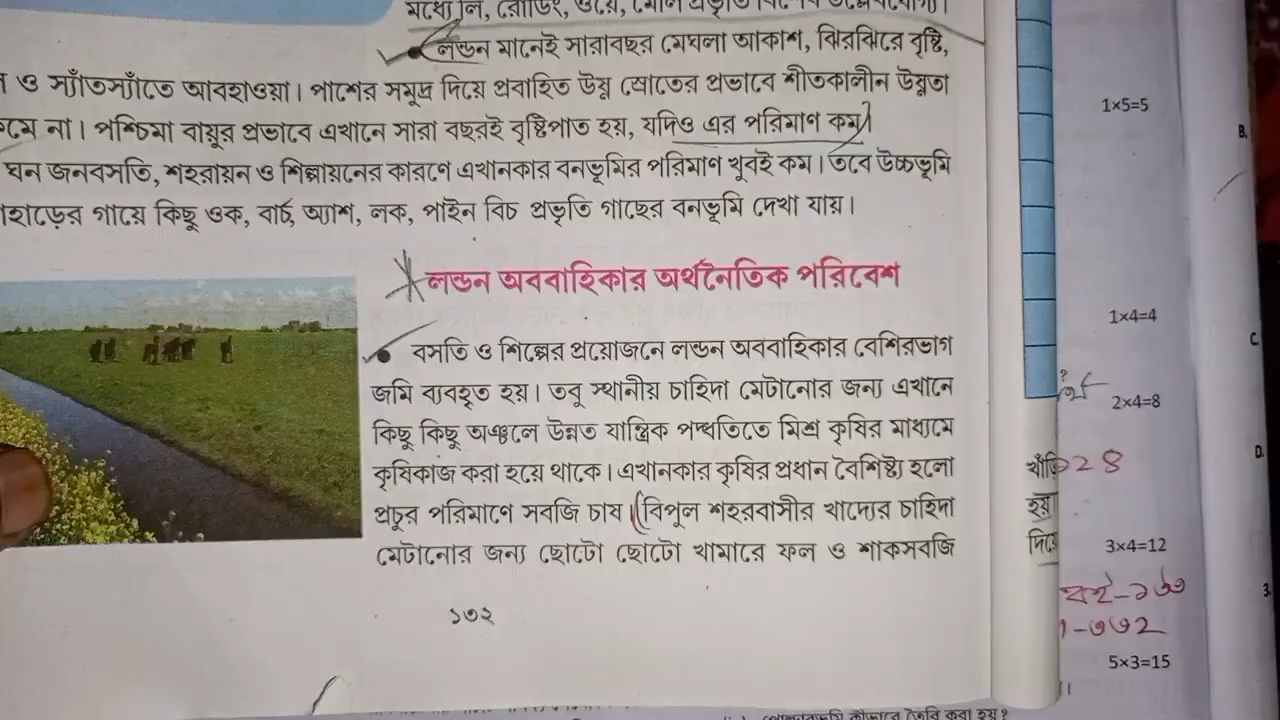 লন্ডন মানেই সারাবছর মেঘলা আকাশ, ঝিরঝিরে বৃষ্টি,
ও স্যাঁতস্যাঁতে আবহাওয়া। পাশের সমুদ্র দিয়ে প্রবাহিত উষ্ণ স্রোতের প্রভাবে শীতকালীন উষ্ণতা
কমে না। পশ্চিমা বায়ুর প্রভাবে এখানে সারা বছরই বৃষ্টিপাত হয়, যদিও এর পরিমাণ কম।
ঘন জনবসতি, শহরায়ন ও শিল্পায়নের কারণে এখানকার বনভূমির পরিমাণ খুবই কম। তবে উচ্চভূমি
গায়ে কিছু ওক, বার্চ, অ্যাশ, লক, পাইন বিচ প্রভৃতি গাছের বনভূমি দেখা যায়।
লন্ডন অববাহিকার অর্থনৈতিক পরিবেশ
বসতি ও শিল্পের প্রয়োজনে লন্ডন অববাহিকার বেশিরভাগ
জমি ব্যবহৃত হয়। তবু স্থানীয় চাহিদা মেটানোর জন্য এখানে
কিছু কিছু অঞ্চলে উন্নত যান্ত্রিক পদ্ধতিতে মিশ্র কৃষির মাধ্যমে
কৃষিকাজ করা হয়ে থাকে। এখানকার কৃষির প্রধান বৈশিষ্ট্য হলো
প্রচুর পরিমাণে সবজি চাষ। বিপুল শহরবাসীর খাদ্যের চাহিদা
মেটানোর জন্য ছোটো ছোটো খামারে ফল ও শাকসবজি
১৩২
1×5=5
B.
1×4=4
C.
2×4=8
D.
28
হয়
3×4=12
3.
5×3=15